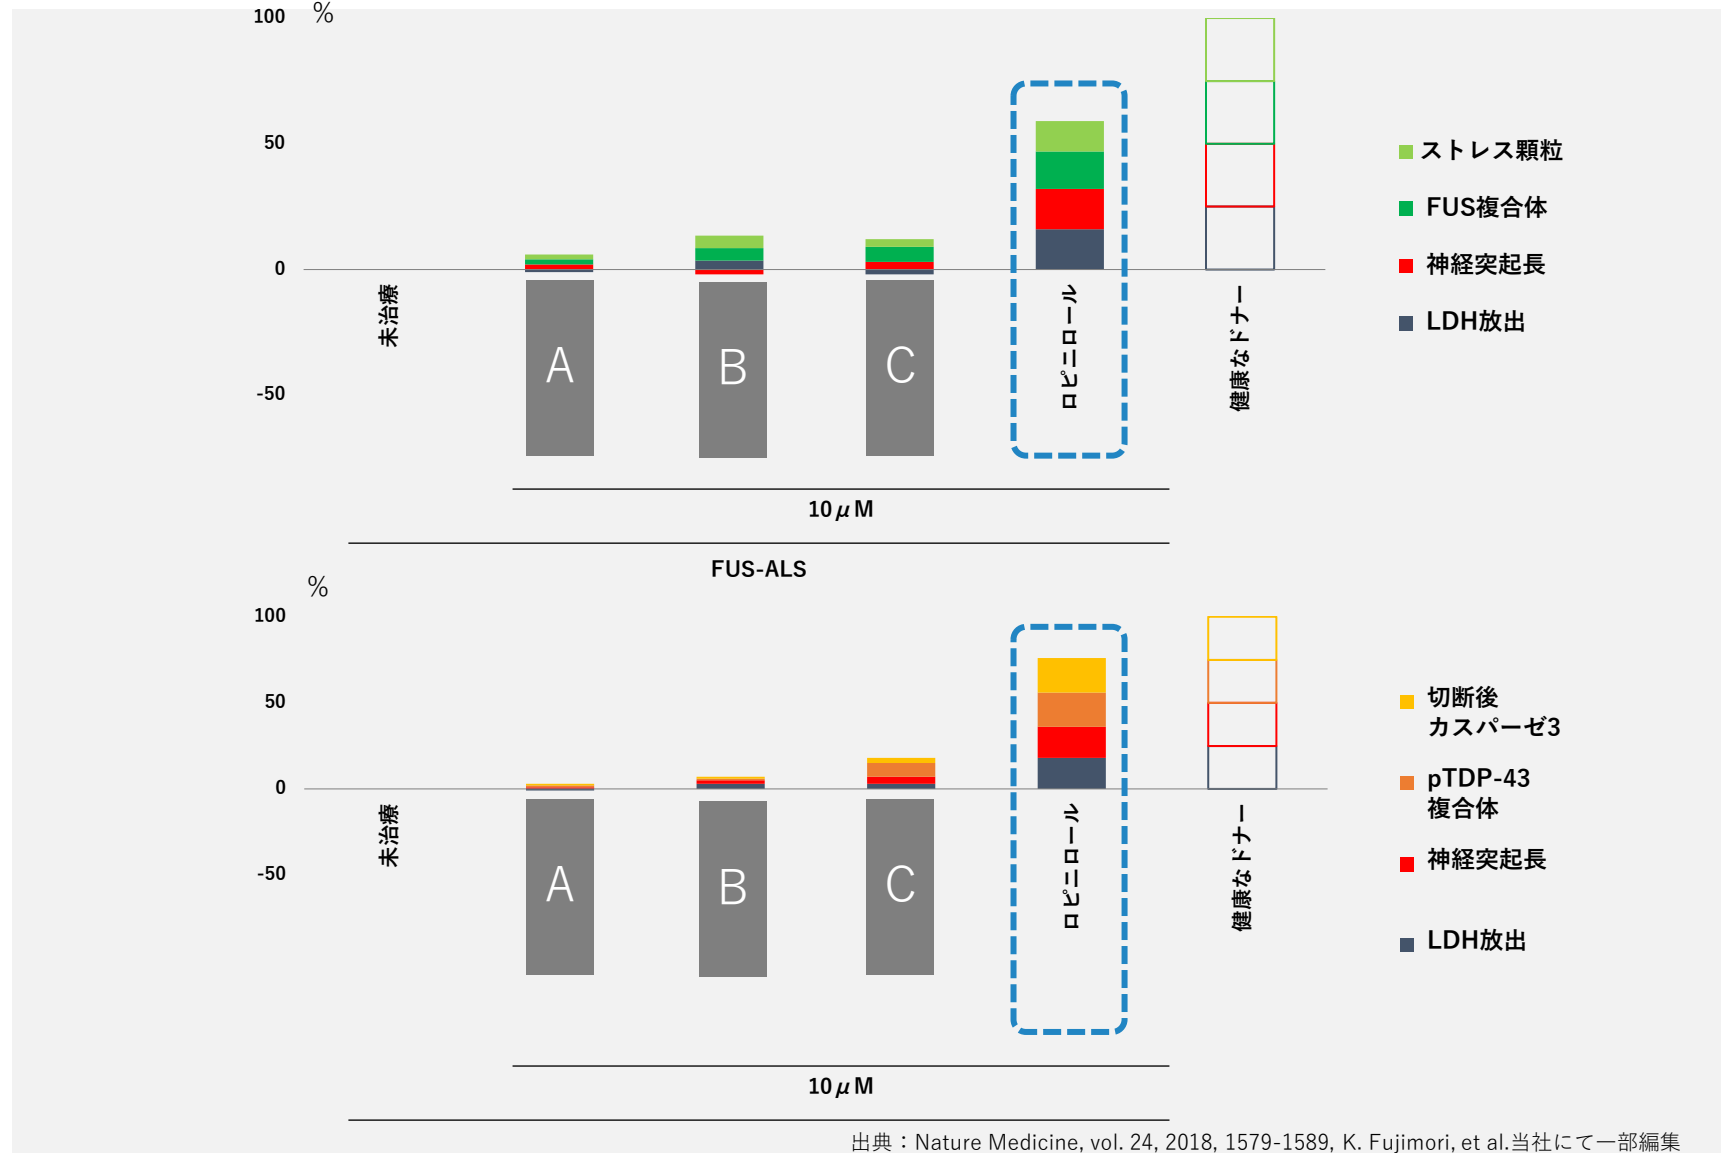 %
100
50
0
-50
ストレス顆粒
FUS複合体
神経突起長
LDH放出
未治療
A
B
C
ロピニロール
健康なドナー
10μM
FUS-ALS
%
100
50
0
-50
切断後
カスパーゼ3
pTDP-43
複合体
神経突起長
LDH放出
未治療
A
B
C
ロピニロール
健康なドナー
10μM
出典：Nature Medicine, vol. 24, 2018, 1579-1589, K. Fujimori, et al.当社にて一部編集